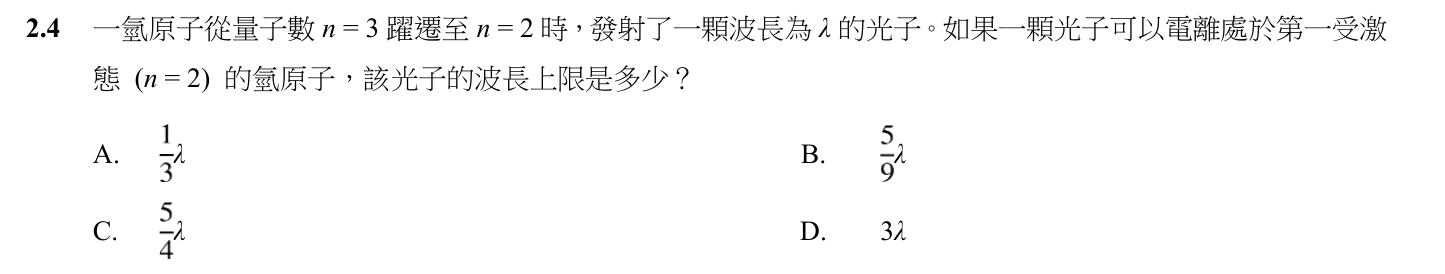 2.4 一氫原子從量子數 n = 3 躍遷至 n = 2 時，發射了一顆波長為 λ 的光子。如果一顆光子可以電離處於第一受激
態 (n = 2) 的氫原子，該光子的波長上限是多少？
A. 1/3 λ B. 5/9 λ
C. 5/4 λ D. 3λ